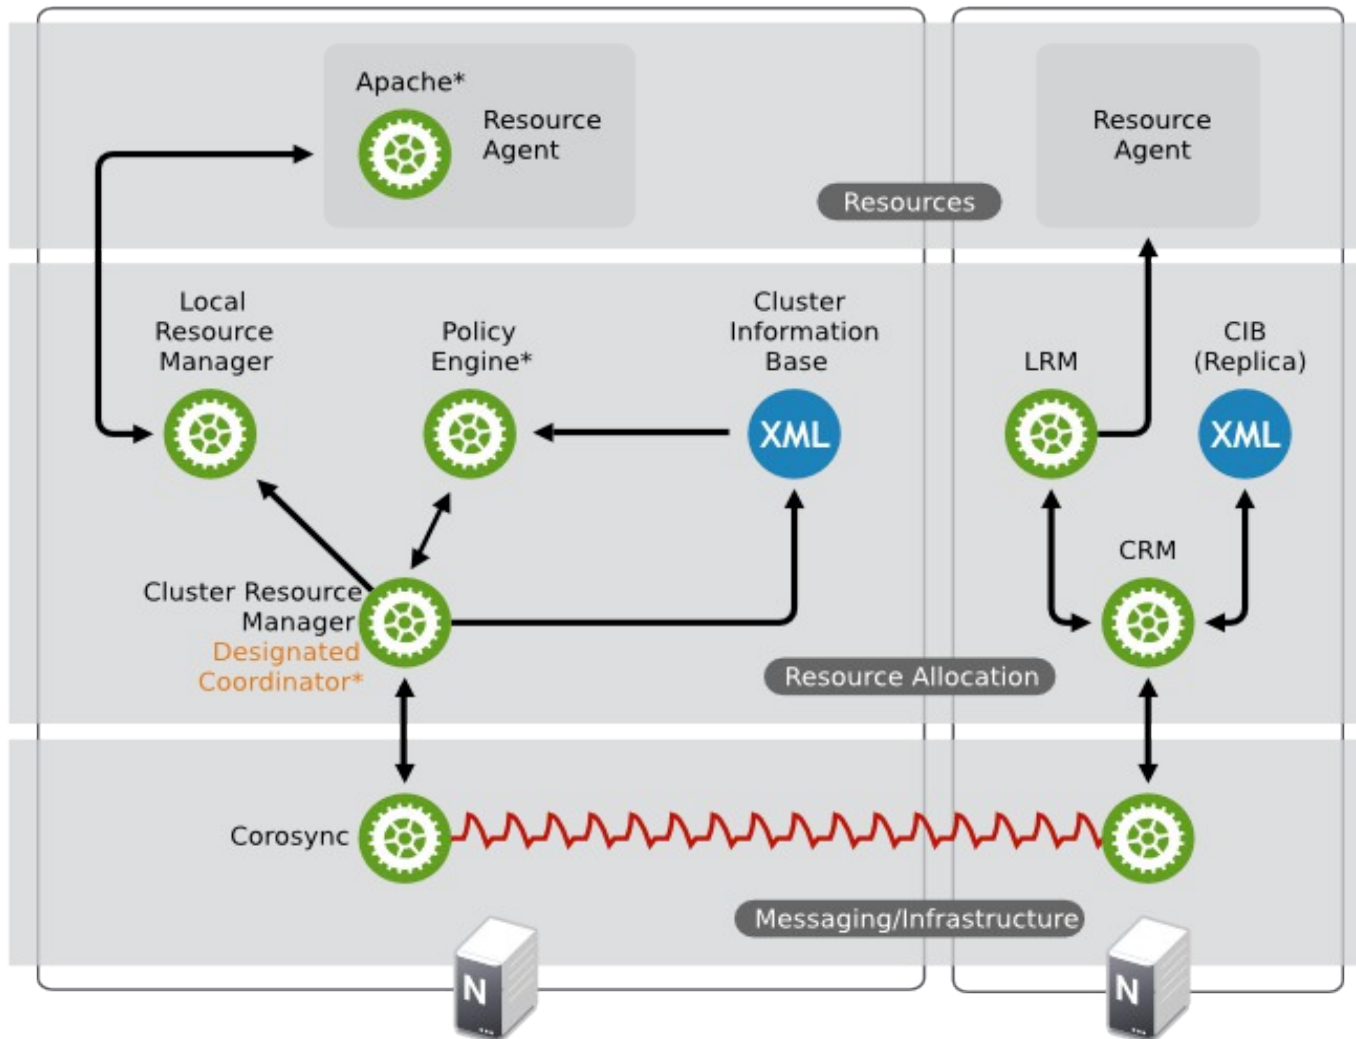 Apache*
Resource
Agent
Resource
Agent
Resources
Local
Resource
Manager
Policy
Engine*
Cluster
Information
Base
XML
LRM
CIB
(Replica)
XML
CRM
Cluster Resource
Manager
Designated
Coordinator*
Resource Allocation
Corosync
Messaging/Infrastructure
N
N